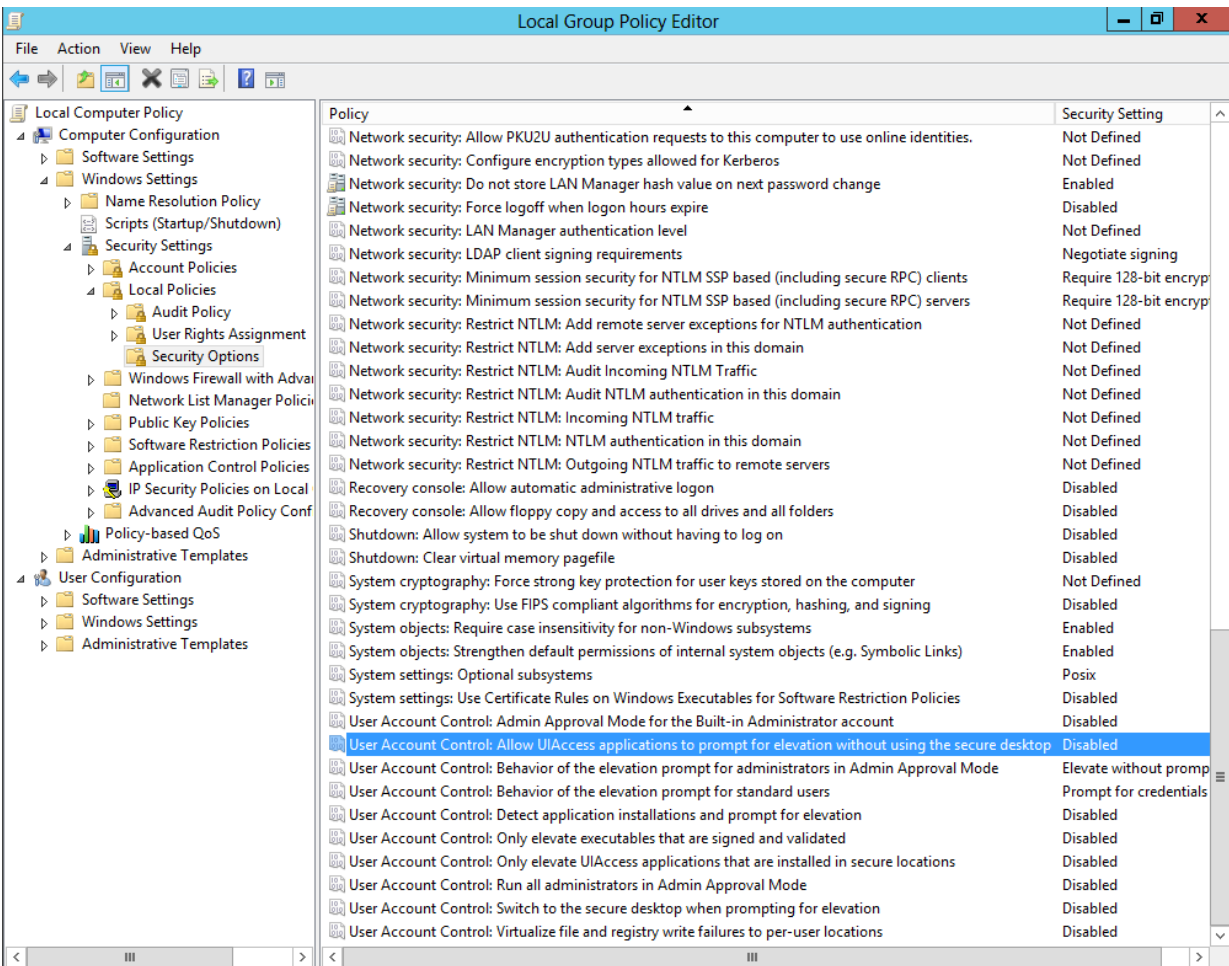 Local Group Policy Editor
File Action View Help
Local Computer Policy
Computer Configuration
Software Settings
Windows Settings
Name Resolution Policy
Scripts (Startup/Shutdown)
Security Settings
Account Policies
Local Policies
Audit Policy
User Rights Assignment
Security Options
Windows Firewall with Advan
Network List Manager Polici
Public Key Policies
Software Restriction Policies
Application Control Policies
IP Security Policies on Local
Advanced Audit Policy Conf
Policy-based QoS
Administrative Templates
User Configuration
Software Settings
Windows Settings
Administrative Templates
Policy Security Setting
Network security: Allow PKU2U authentication requests to this computer to use online identities. Not Defined
Network security: Configure encryption types allowed for Kerberos Not Defined
Network security: Do not store LAN Manager hash value on next password change Enabled
Network security: Force logoff when logon hours expire Disabled
Network security: LAN Manager authentication level Not Defined
Network security: LDAP client signing requirements Negotiate signing
Network security: Minimum session security for NTLM SSP based (including secure RPC) clients Require 128-bit encryp
Network security: Minimum session security for NTLM SSP based (including secure RPC) servers Require 128-bit encryp
Network security: Restrict NTLM: Add remote server exceptions for NTLM authentication Not Defined
Network security: Restrict NTLM: Add server exceptions in this domain Not Defined
Network security: Restrict NTLM: Audit Incoming NTLM Traffic Not Defined
Network security: Restrict NTLM: Audit NTLM authentication in this domain Not Defined
Network security: Restrict NTLM: Incoming NTLM traffic Not Defined
Network security: Restrict NTLM: NTLM authentication in this domain Not Defined
Network security: Restrict NTLM: Outgoing NTLM traffic to remote servers Not Defined
Recovery console: Allow automatic administrative logon Disabled
Recovery console: Allow floppy copy and access to all drives and all folders Disabled
Shutdown: Allow system to be shut down without having to log on Disabled
Shutdown: Clear virtual memory pagefile Disabled
System cryptography: Force strong key protection for user keys stored on the computer Not Defined
System cryptography: Use FIPS compliant algorithms for encryption, hashing, and signing Disabled
System objects: Require case insensitivity for non-Windows subsystems Enabled
System objects: Strengthen default permissions of internal system objects (e.g. Symbolic Links) Enabled
System settings: Optional subsystems Posix
System settings: Use Certificate Rules on Windows Executables for Software Restriction Policies Disabled
User Account Control: Admin Approval Mode for the Built-in Administrator account Disabled
User Account Control: Allow UIAccess applications to prompt for elevation without using the secure desktop Disabled
User Account Control: Behavior of the elevation prompt for administrators in Admin Approval Mode Elevate without promp
User Account Control: Behavior of the elevation prompt for standard users Prompt for credentials
User Account Control: Detect application installations and prompt for elevation Disabled
User Account Control: Only elevate executables that are signed and validated Disabled
User Account Control: Only elevate UIAccess applications that are installed in secure locations Disabled
User Account Control: Run all administrators in Admin Approval Mode Disabled
User Account Control: Switch to the secure desktop when prompting for elevation Disabled
User Account Control: Virtualize file and registry write failures to per-user locations Disabled